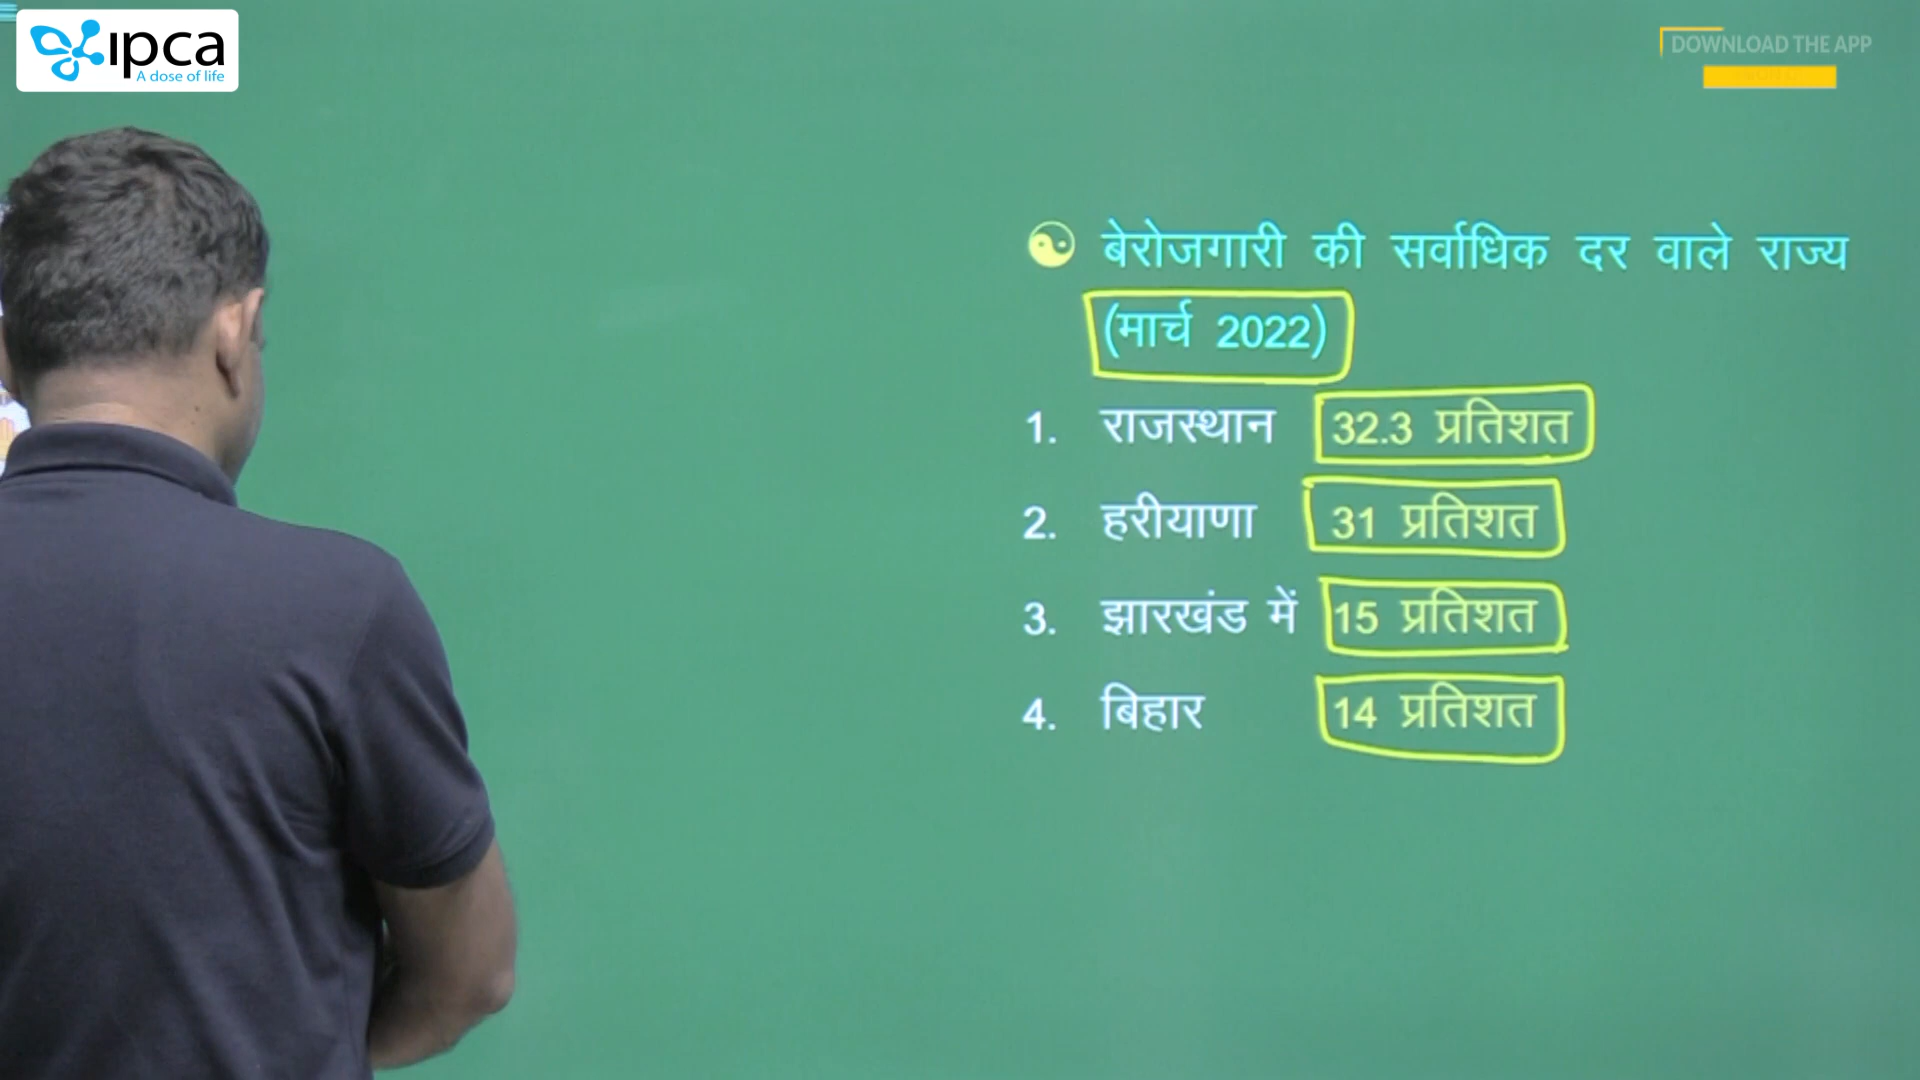 ipca
A dose of life
DOWNLOAD THE APP
बेरोजगारी की सर्वाधिक दर वाले राज्य
(मार्च 2022)
1. राजस्थान 32.3 प्रतिशत
2. हरीयाणा 31 प्रतिशत
3. झारखंड में 15 प्रतिशत
4. बिहार 14 प्रतिशत